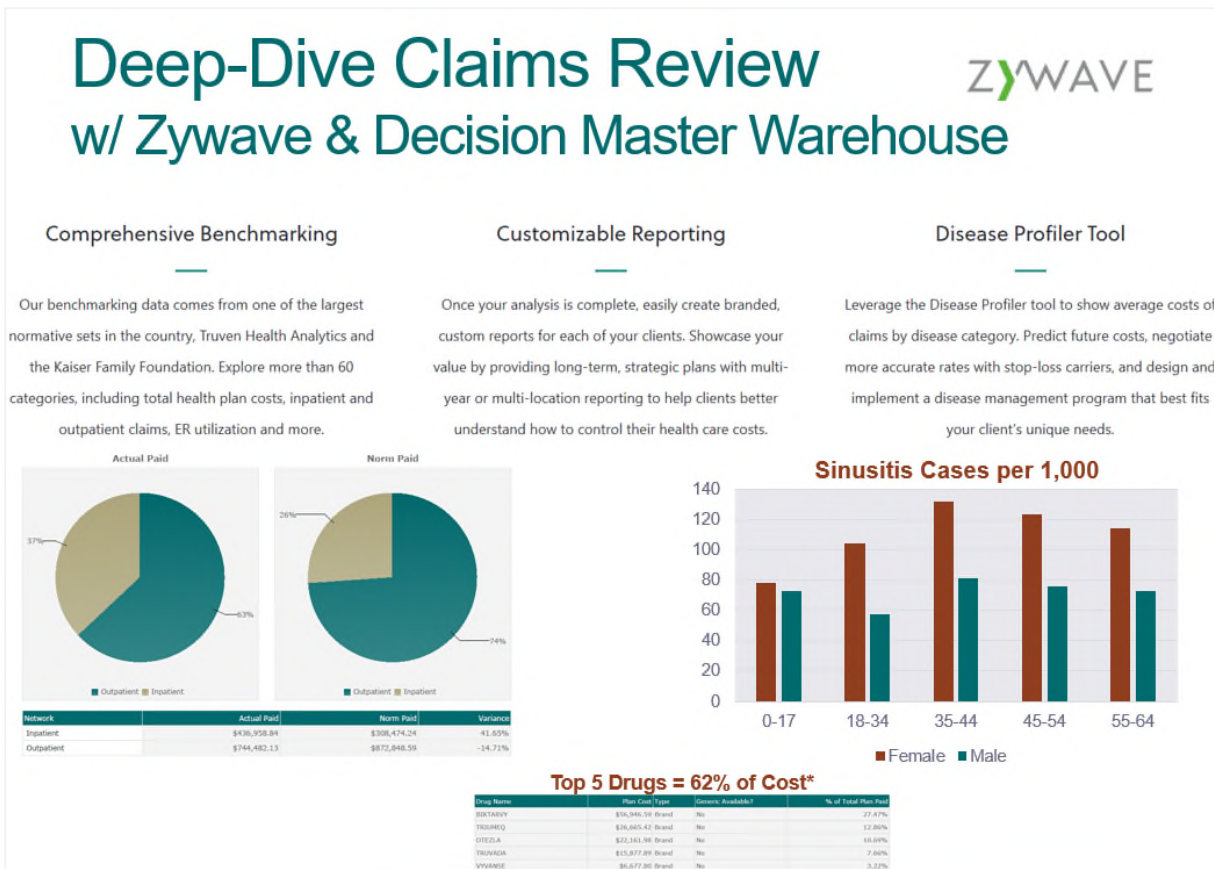 Deep-Dive Claims Review
ZYWAVE
w/ Zywave & Decision Master Warehouse
Comprehensive Benchmarking
Our benchmarking data comes from one of the largest
normative sets in the country, Truven Health Analytics and
the Kaiser Family Foundation. Explore more than 60
categories, including total health plan costs, inpatient and
outpatient claims, ER utilization and more.
Customizable Reporting
Once your analysis is complete, easily create branded,
custom reports for each of your clients. Showcase your
value by providing long-term, strategic plans with multi-
year or multi-location reporting to help clients better
understand how to control their health care costs.
Disease Profiler Tool
Leverage the Disease Profiler tool to show average costs of
claims by disease category. Predict future costs, negotiate
more accurate rates with stop-loss carriers, and design and
implement a disease management program that best fits
your client's unique needs.
Actual Paid
37%
63%
Outpatient Inpatient
Norm Paid
26%
74%
Outpatient Inpatient
Network Actual Paid Norm Paid Variance
Inpatient $436,958.84 $308,474.24 41.65%
Outpatient $744,482.13 $872,848.59 -14.71%
Sinusitis Cases per 1,000
140
120
100
80
60
40
20
0
0-17 18-34 35-44 45-54 55-64
Female Male
Top 5 Drugs = 62% of Cost*
Drug Name Plan Cost Type Generic Available? % of Total Plan Paid
BIKTARVY $56,946.59 Brand No 27.47%
TRIUMEQ $26,665.42 Brand No 12.86%
OTEZLA $22,161.98 Brand No 10.69%
TRUVADA $15,877.89 Brand No 7.66%
VYVANSE $6,677.80 Brand No 3.22%